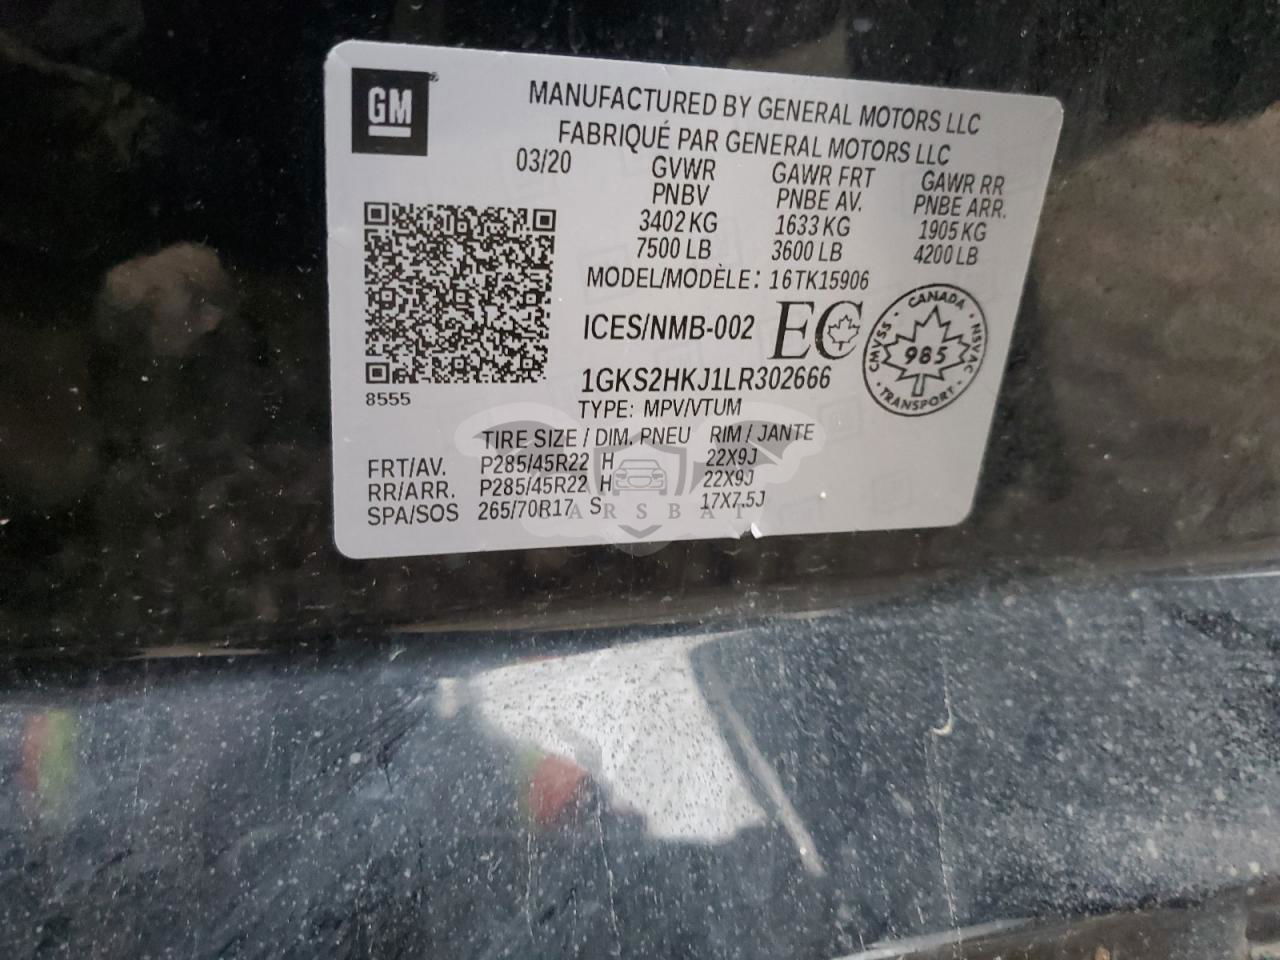 GM
MANUFACTURED BY GENERAL MOTORS LLC
FABRIQUÉ PAR GENERAL MOTORS LLC
03/20 GVWR GAWR FRT GAWR RR
PNBV PNBE AV. PNBE ARR.
3402 KG 1633 KG 1905 KG
7500 LB 3600 LB 4200 LB
MODEL/MODÈLE: 16TK15906
ICES/NMB-002 EC
CANADA
CMVSS 985 NSVAC
TRANSPORT
1GKS2HKJ1LR302666
8555
TYPE: MPV/VTUM
TIRE SIZE / DIM. PNEU RIM / JANTE
FRT/AV. P285/45R22 H 22X9J
RR/ARR. P285/45R22 H 22X9J
SPA/SOS 265/70R17 S 17X7.5J
CARSBAT